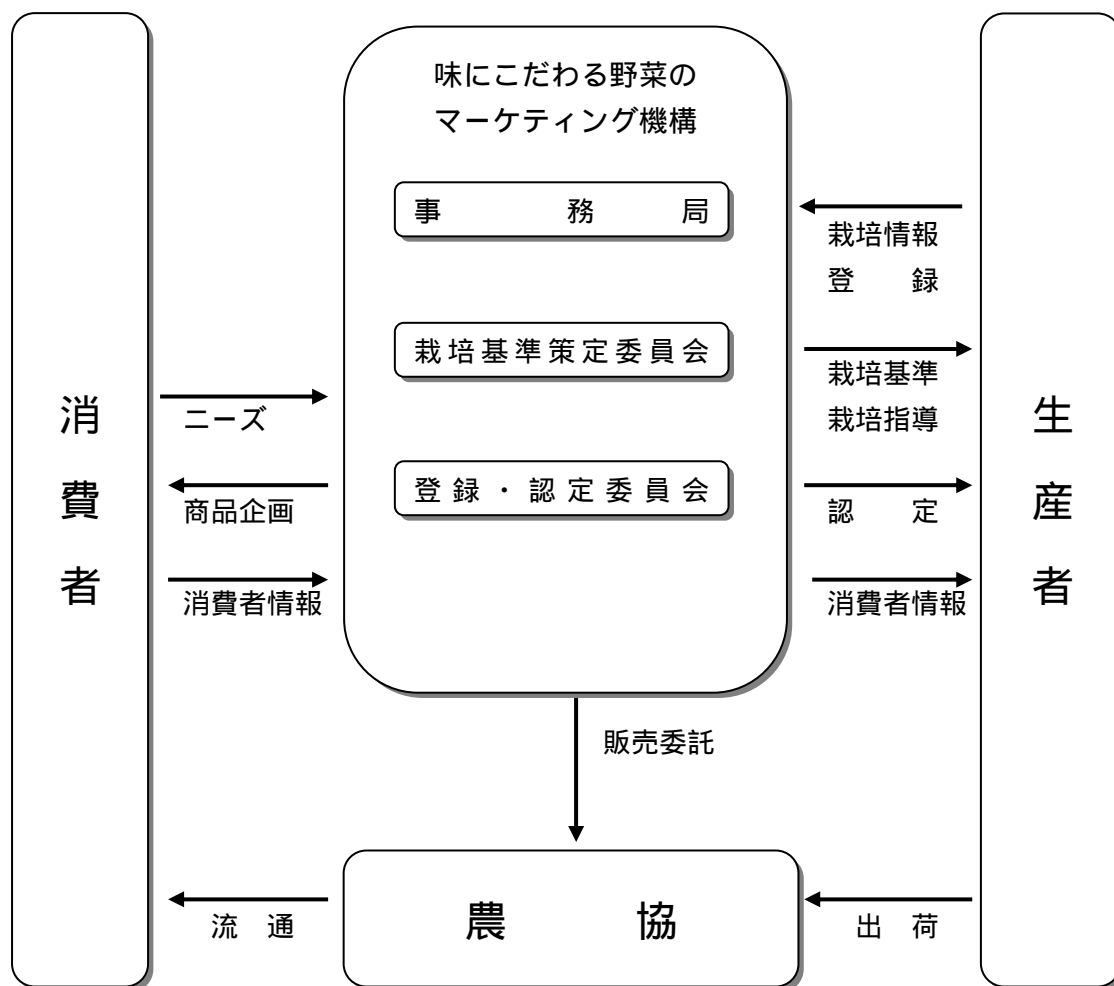 味にこだわる野菜の
マーケティング機構
事務局
栽培基準策定委員会
登録・認定委員会
消費者
ニーズ
商品企画
消費者情報
栽培情報
登録
栽培基準
栽培指導
認定
消費者情報
生産者
販売委託
農協
流通
出荷